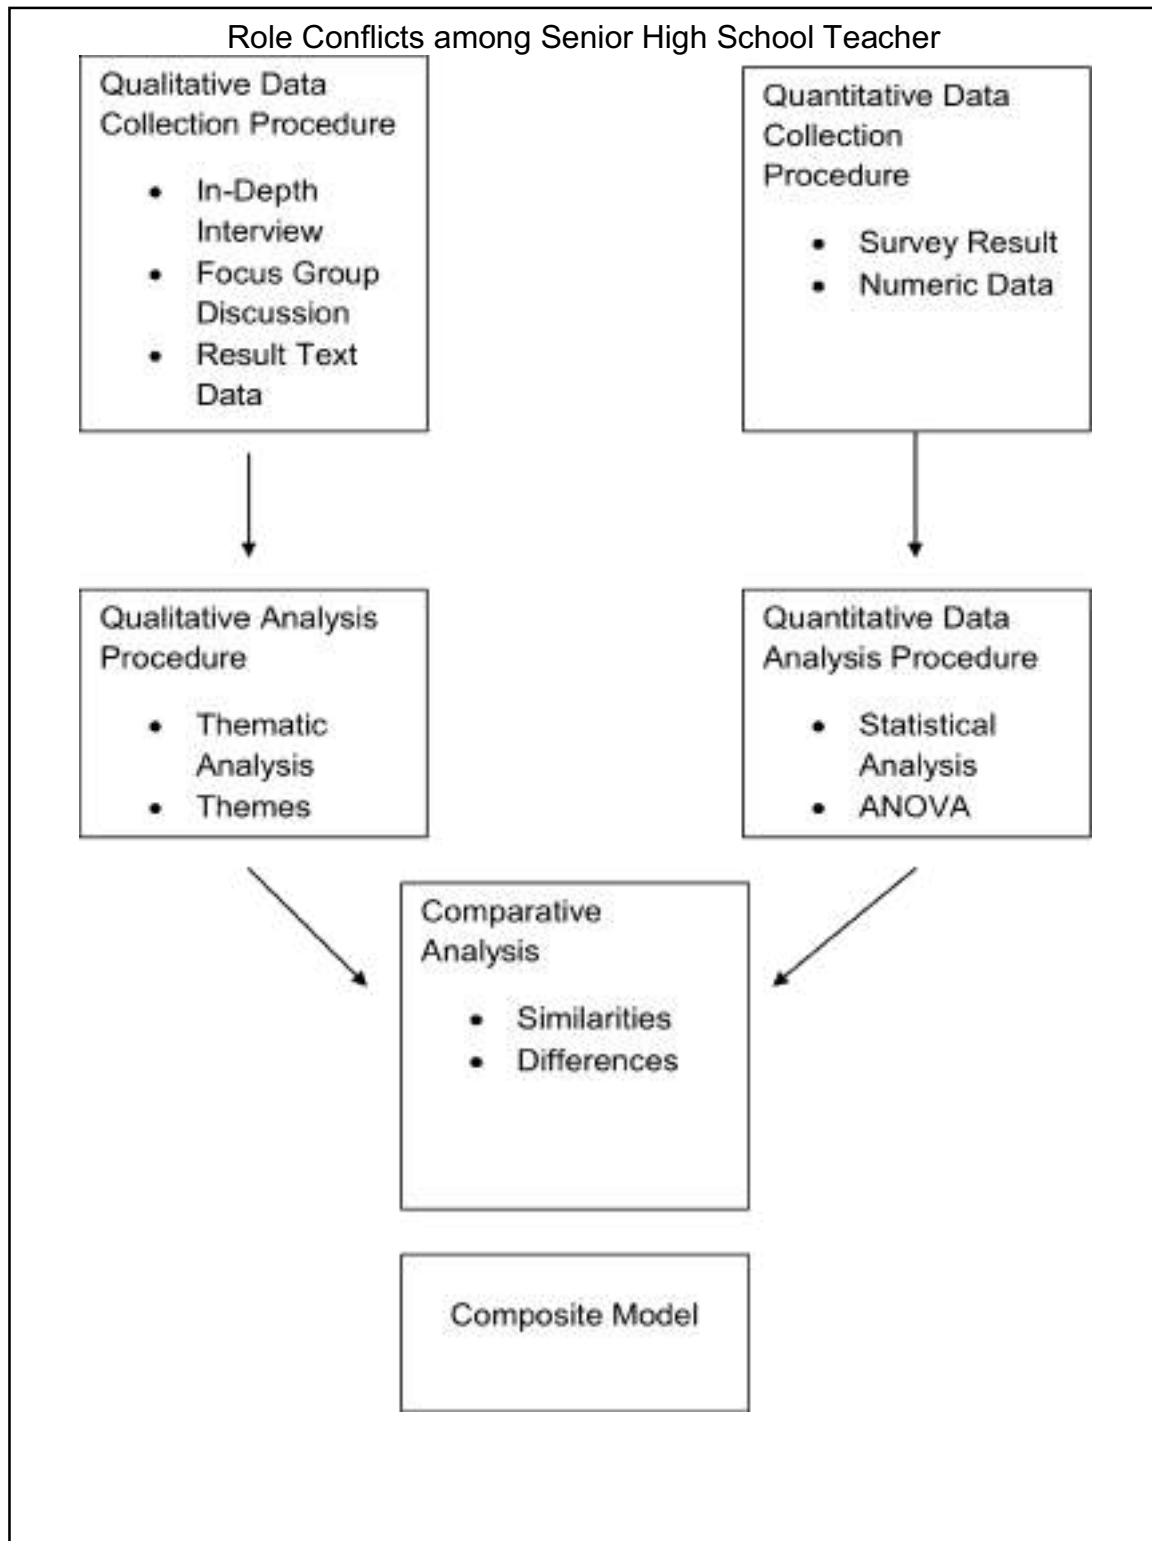 Role Conflicts among Senior High School Teacher
Qualitative Data
Collection Procedure
• In-Depth
Interview
• Focus Group
Discussion
• Result Text
Data
Quantitative Data
Collection
Procedure
• Survey Result
• Numeric Data
Qualitative Analysis
Procedure
• Thematic
Analysis
• Themes
Quantitative Data
Analysis Procedure
• Statistical
Analysis
• ANOVA
Comparative
Analysis
• Similarities
• Differences
Composite Model